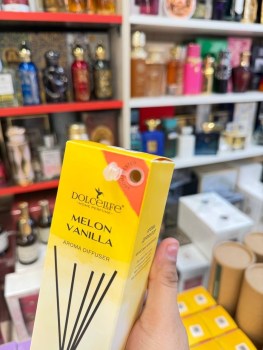 DOLCELIFE
MELON
VANILLA
AROMA DIFFUSER